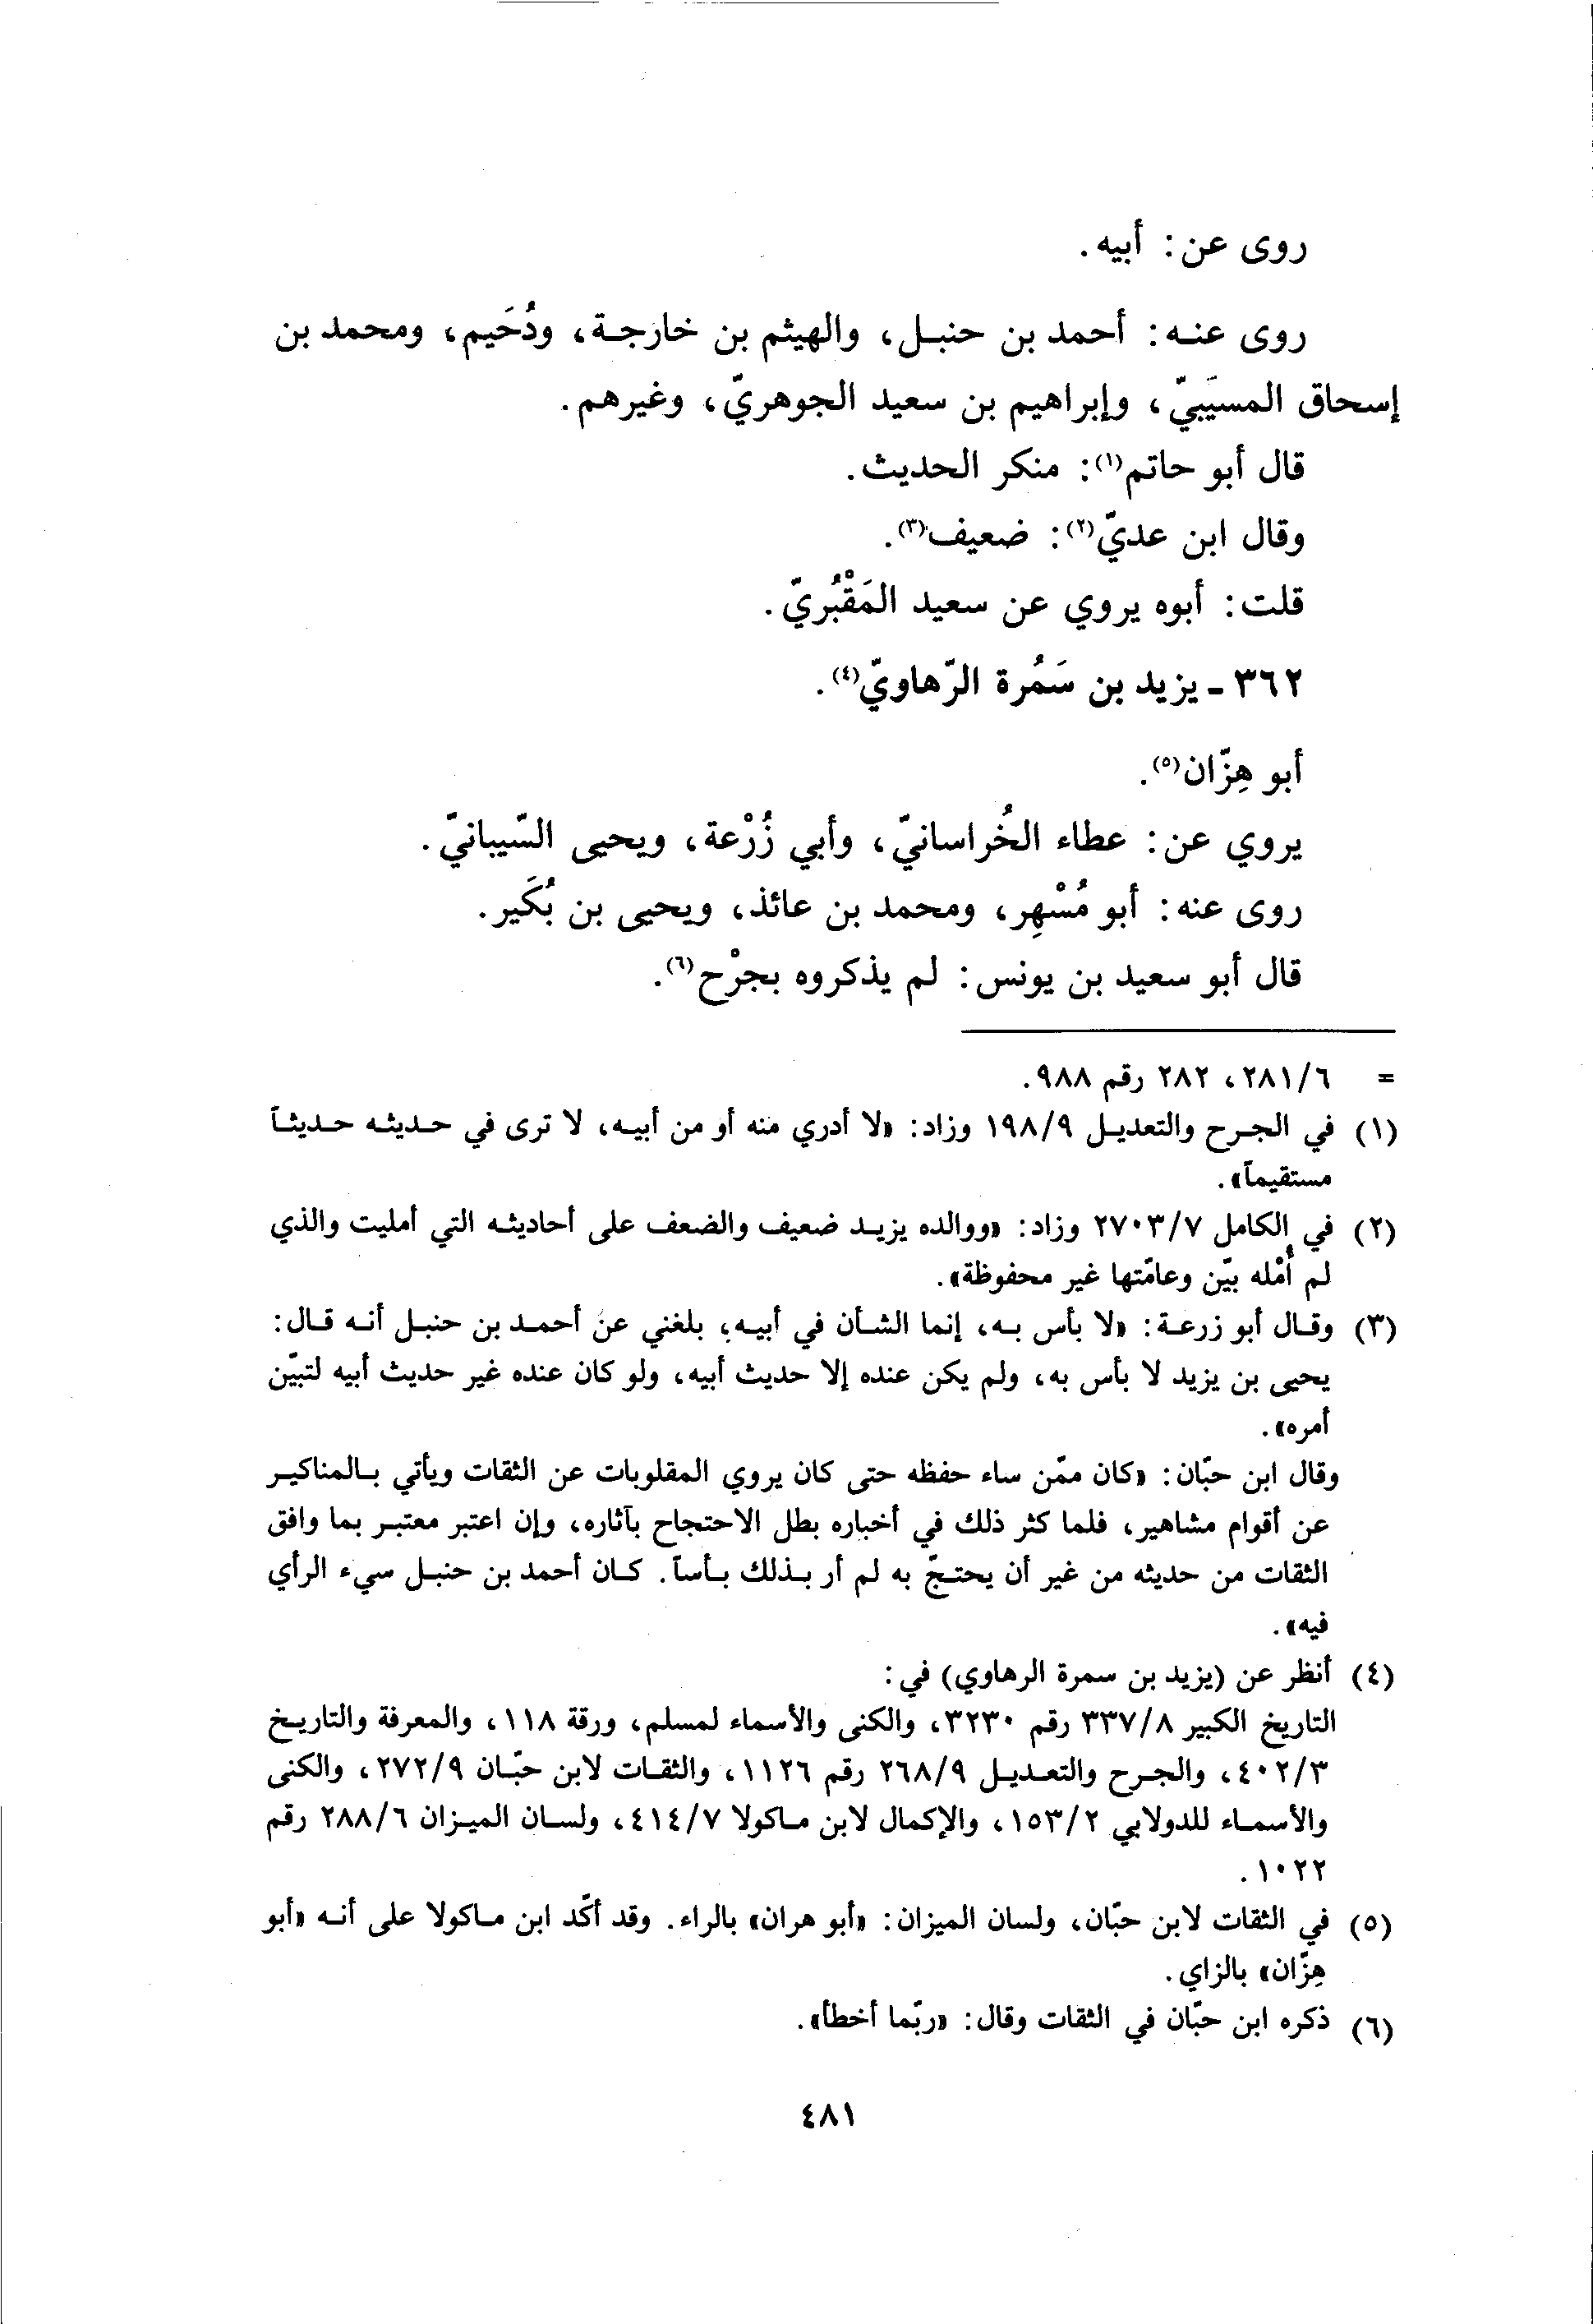 روى عن: أبيه.
روى عنه: أحمد بن حنبل، والهيثم بن خارجة، ودُحَيم، ومحمد بن
إسحاق المسيَبيّ، وإبراهيم بن سعيد الجوهريّ، وغيرهم.
قال أبو حاتم(١): منكر الحديث.
وقال ابن عديّ(٢): ضعيف(٣).
قلت: أبوه يروي عن سعيد المَقْبُريّ.
٣٦٢ - يزيد بن سَمُرة الرّهاويّ(٤).
أبو هِزّان(٥).
يروي عن: عطاء الخُراسانيّ، وأبي زُرْعة، ويحيى السّيبانيّ.
روى عنه: أبو مُسْهِر، ومحمد بن عائذ، ويحيى بن بُكَير.
قال أبو سعيد بن يونس: لم يذكروه بجرْح(٦).
= ٢٨١/٦، ٢٨٢ رقم ٩٨٨.
(١) في الجرح والتعديل ١٩٨/٩ وزاد: «لا أدري منه أو من أبيه، لا ترى في حديثه حديثاً
مستقيماً».
(٢) في الكامل ٢٧٠٣/٧ وزاد: «ووالده يزيد ضعيف والضعف على أحاديثه التي أمليت والذي
لم أُمْله بيّن وعامّتها غير محفوظة».
(٣) وقال أبو زرعة: «لا بأس به، إنما الشأن في أبيه، بلغني عن أحمد بن حنبل أنه قال:
يحيى بن يزيد لا بأس به، ولم يكن عنده إلا حديث أبيه، ولو كان عنده غير حديث أبيه لتبيّن
أمره».
وقال ابن حبّان: «كان ممّن ساء حفظه حتى كان يروي المقلوبات عن الثقات ويأتي بالمناكير
عن أقوام مشاهير، فلما كثر ذلك في أخباره بطل الاحتجاح بآثاره، وإن اعتبر معتبر بما وافق
الثقات من حديثه من غير أن يحتجّ به لم أر بذلك بأساً. كان أحمد بن حنبل سيء الرأي
فيه».
(٤) أنظر عن (يزيد بن سمرة الرهاوي) في:
التاريخ الكبير ٣٣٧/٨ رقم ٣٢٣٠، والكنى والأسماء لمسلم، ورقة ١١٨، والمعرفة والتاريخ
٤٠٢/٣، والجرح والتعديل ٢٦٨/٩ رقم ١١٢٦، والثقات لابن حبّان ٢٧٢/٩، والكنى
والأسماء للدولابي ١٥٣/٢، والإكمال لابن ماكولا ٤١٤/٧، ولسان الميزان ٢٨٨/٦ رقم
١٠٢٢.
(٥) في الثقات لابن حبّان، ولسان الميزان: «أبو هران» بالراء. وقد أكّد ابن ماكولا على أنه «أبو
هِزّان» بالزاي.
(٦) ذكره ابن حبّان في الثقات وقال: «ربّما أخطأ».
٤٨١